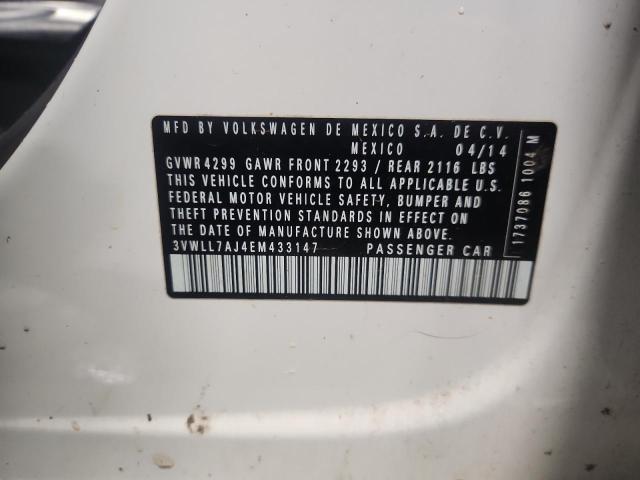 MFD BY VOLKSWAGEN DE MEXICO S.A. DE C.V.
MEXICO 04/14
GVWR 4299 GAWR FRONT 2293 / REAR 2116 LBS
THIS VEHICLE CONFORMS TO ALL APPLICABLE U.S.
FEDERAL MOTOR VEHICLE SAFETY, BUMPER AND
THEFT PREVENTION STANDARDS IN EFFECT ON
THE DATE OF MANUFACTURE SHOWN ABOVE.
3VWLL7AJ4EM433147 PASSENGER CAR
1737086 1004 M